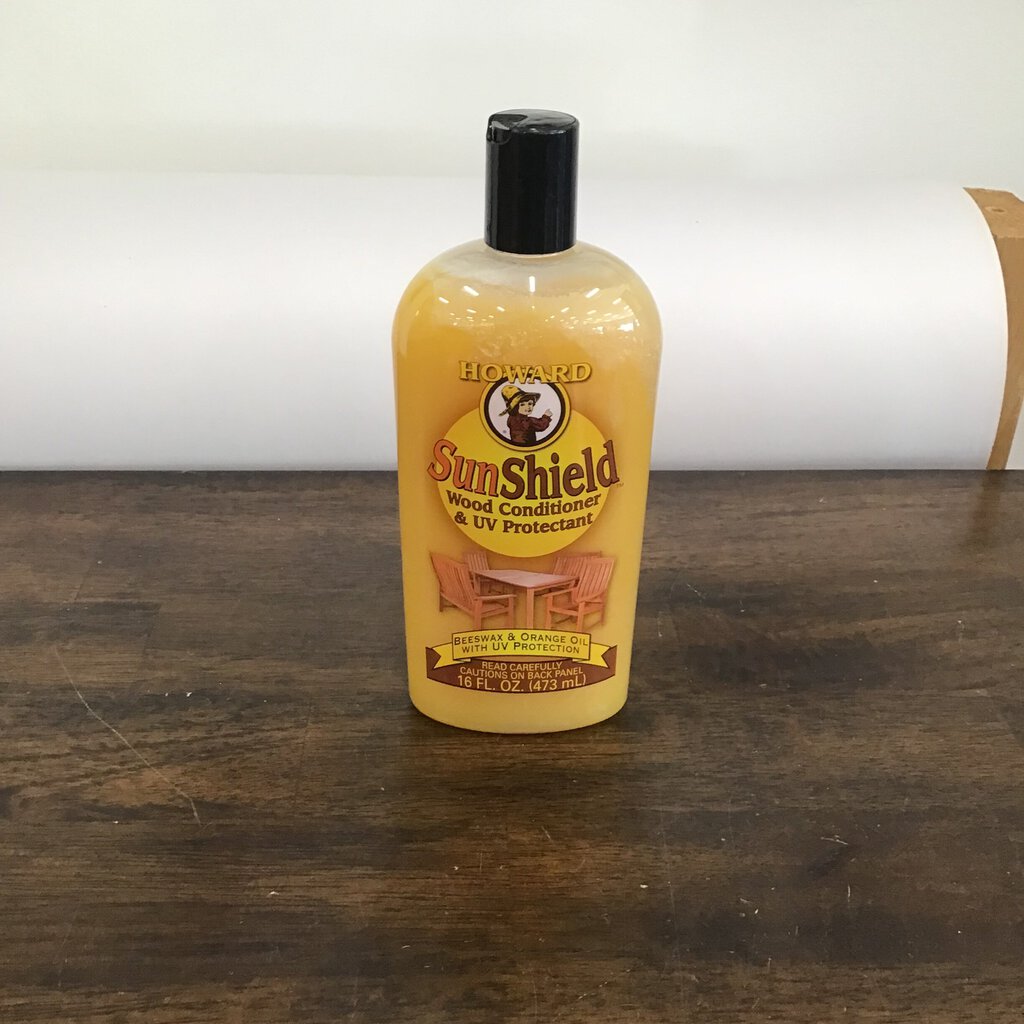 HOWARD
SunShield
Wood Conditioner
& UV Protectant
BEESWAX & ORANGE OIL
WITH UV PROTECTION
READ CAREFULLY
CAUTIONS ON BACK PANEL
16 FL. OZ. (473 mL)